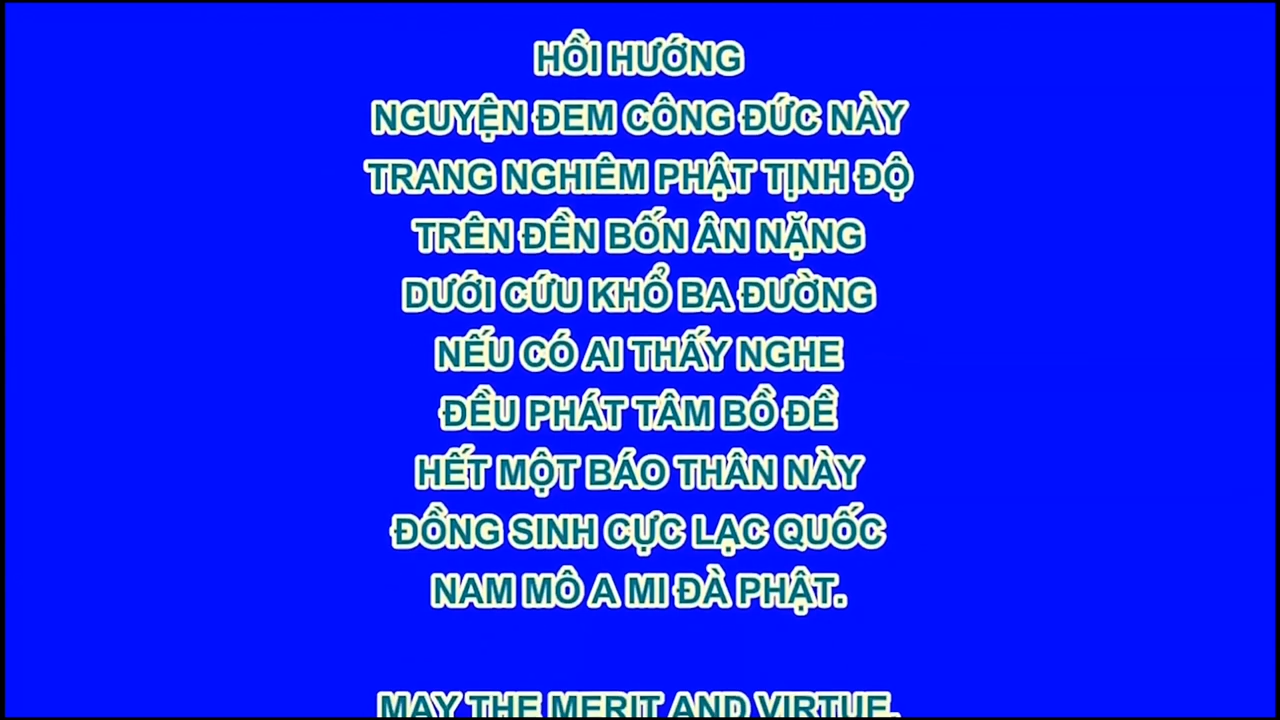 HỒI HƯỚNG
NGUYỆN ĐEM CÔNG ĐỨC NÀY
TRANG NGHIÊM PHẬT TỊNH ĐỘ
TRÊN ĐỀN BỐN ÂN NẶNG
DƯỚI CỨU KHỔ BA ĐƯỜNG
NẾU CÓ AI THẤY NGHE
ĐỀU PHÁT TÂM BỒ ĐỀ
HẾT MỘT BÁO THÂN NÀY
ĐỒNG SINH CỰC LẠC QUỐC
NAM MÔ A MI ĐÀ PHẬT.
MAY THE MERIT AND VIRTUE,